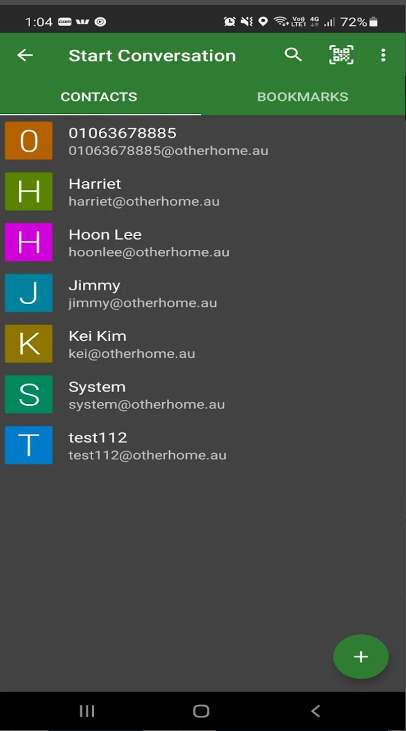 1:04 72%
Start Conversation
CONTACTS BOOKMARKS
0
01063678885
01063678885@otherhome.au
H
Harriet
harriet@otherhome.au
H
Hoon Lee
hoonlee@otherhome.au
J
Jimmy
jimmy@otherhome.au
K
Kei Kim
kei@otherhome.au
S
System
system@otherhome.au
T
test112
test112@otherhome.au